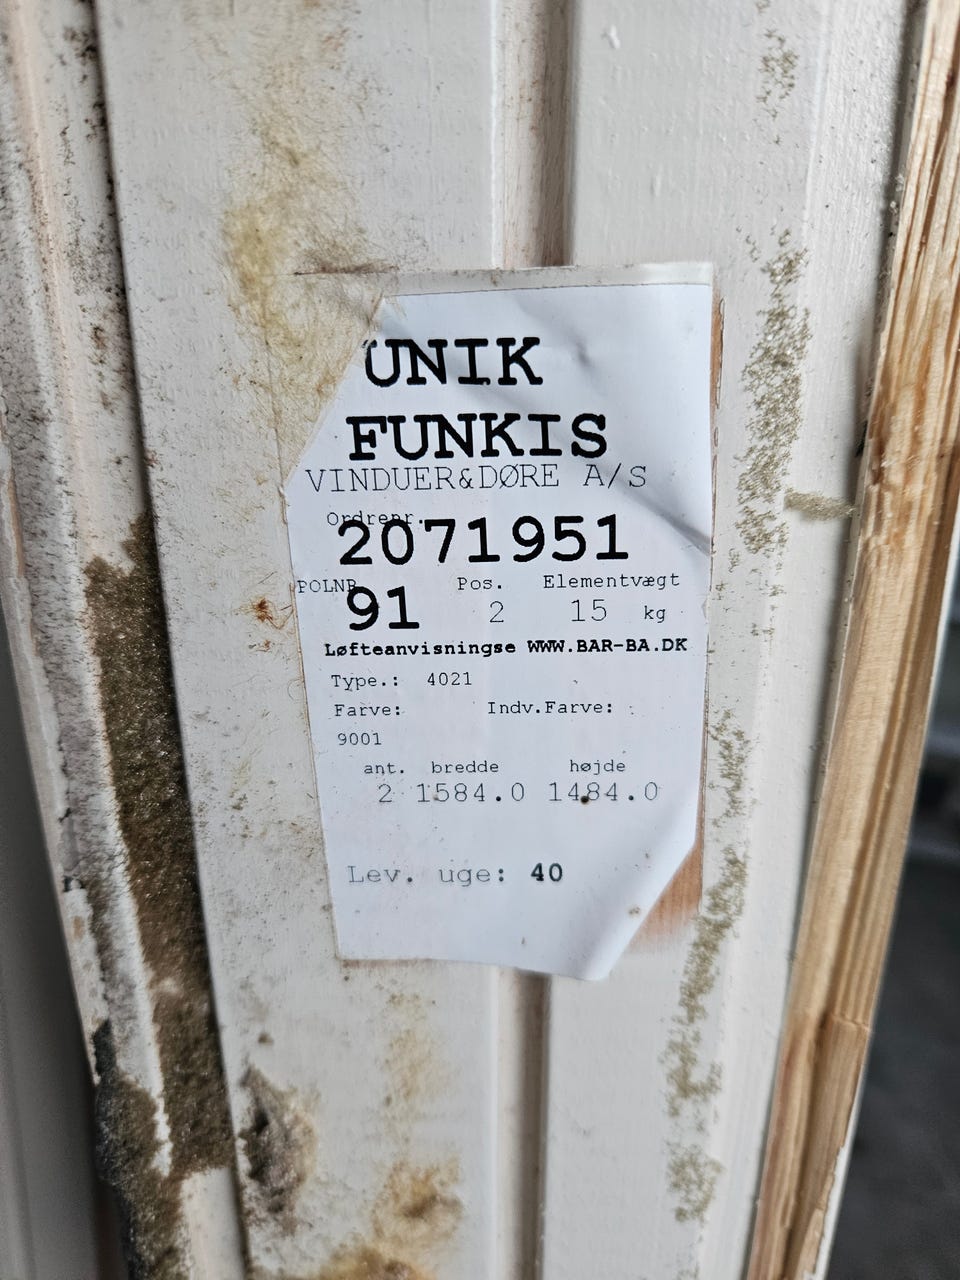 UNIK
FUNKIS
VINDUER&DØRE A/S
Ordrenr.
2071951
POLNR Pos. Elementvægt
91 2 15 kg
Løfteanvisningse WWW.BAR-BA.DK
Type.: 4021
Farve: Indv.Farve: :
9001
ant. bredde højde
2 1584.0 1484.0
Lev. uge: 40